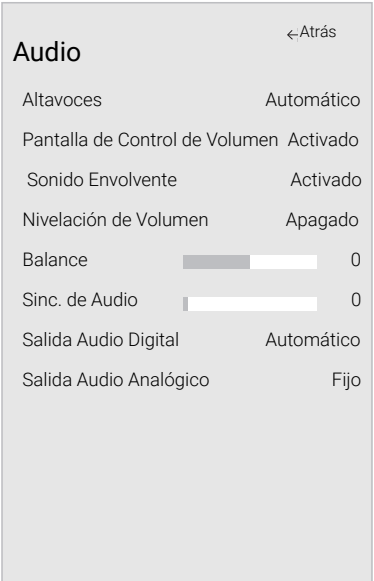 ←Atrás
Audio
Altavoces Automático
Pantalla de Control de Volumen Activado
Sonido Envolvente Activado
Nivelación de Volumen Apagado
Balance 0
Sinc. de Audio 0
Salida Audio Digital Automático
Salida Audio Analógico Fijo